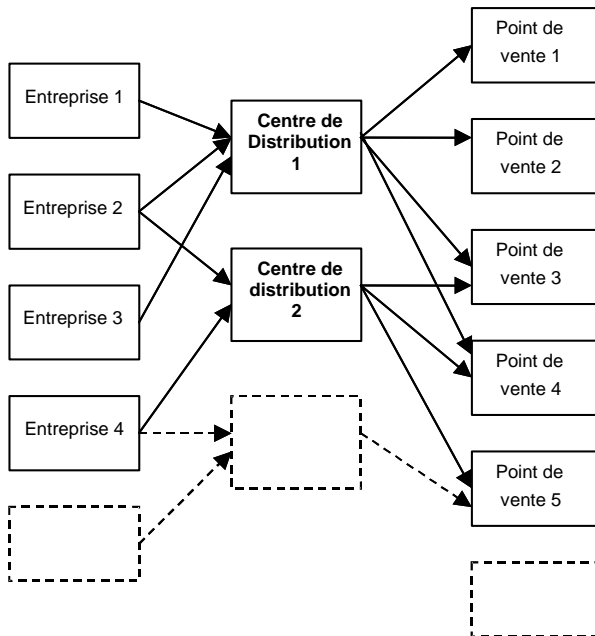 Entreprise 1
Entreprise 2
Entreprise 3
Entreprise 4
Centre de
Distribution
1
Centre de
distribution
2
Point de
vente 1
Point de
vente 2
Point de
vente 3
Point de
vente 4
Point de
vente 5